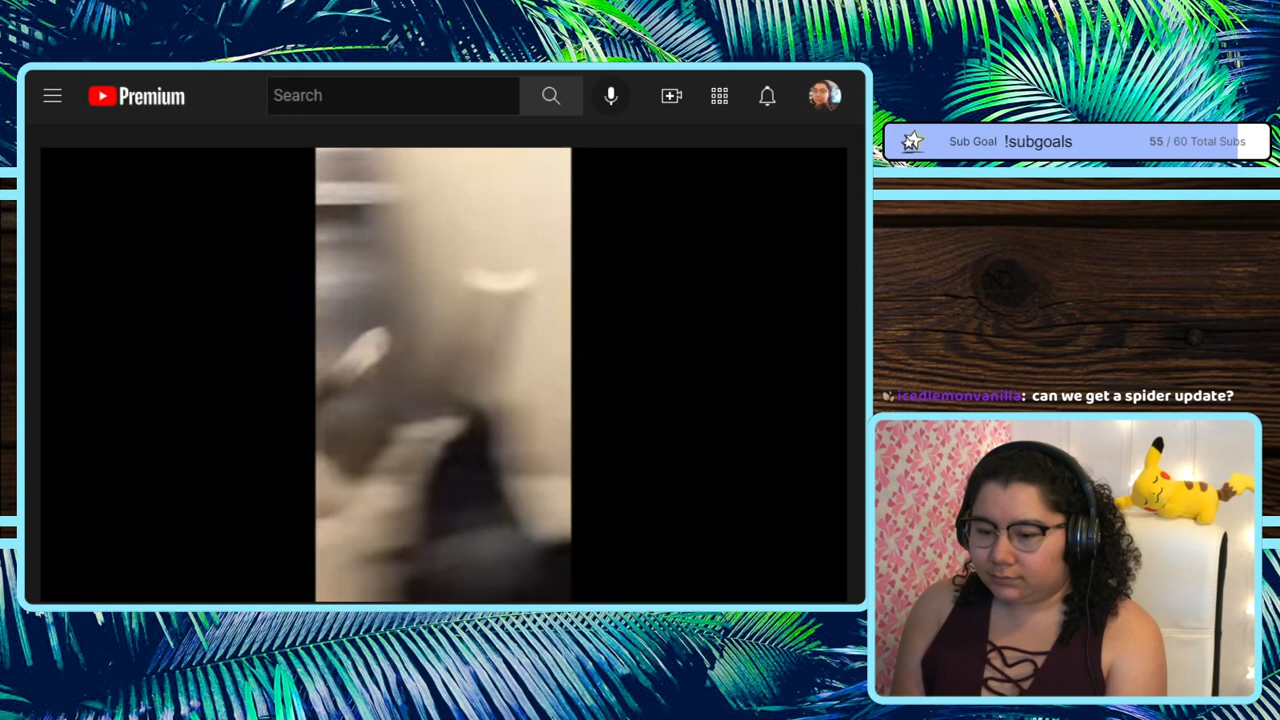 Premium
Search
Sub Goal !subgoals 55 / 60 Total Subs
icedlemonvanilla: can we get a spider update?